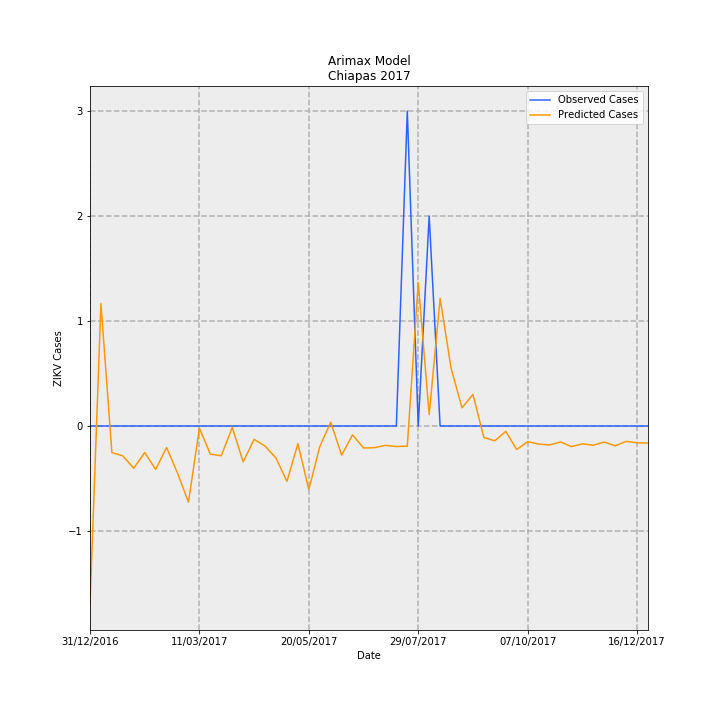 Arimax Model
Chiapas 2017
Observed Cases
Predicted Cases
3
2
1
0
−1
ZIKV Cases
31/12/2016 11/03/2017 20/05/2017 29/07/2017 07/10/2017 16/12/2017
Date